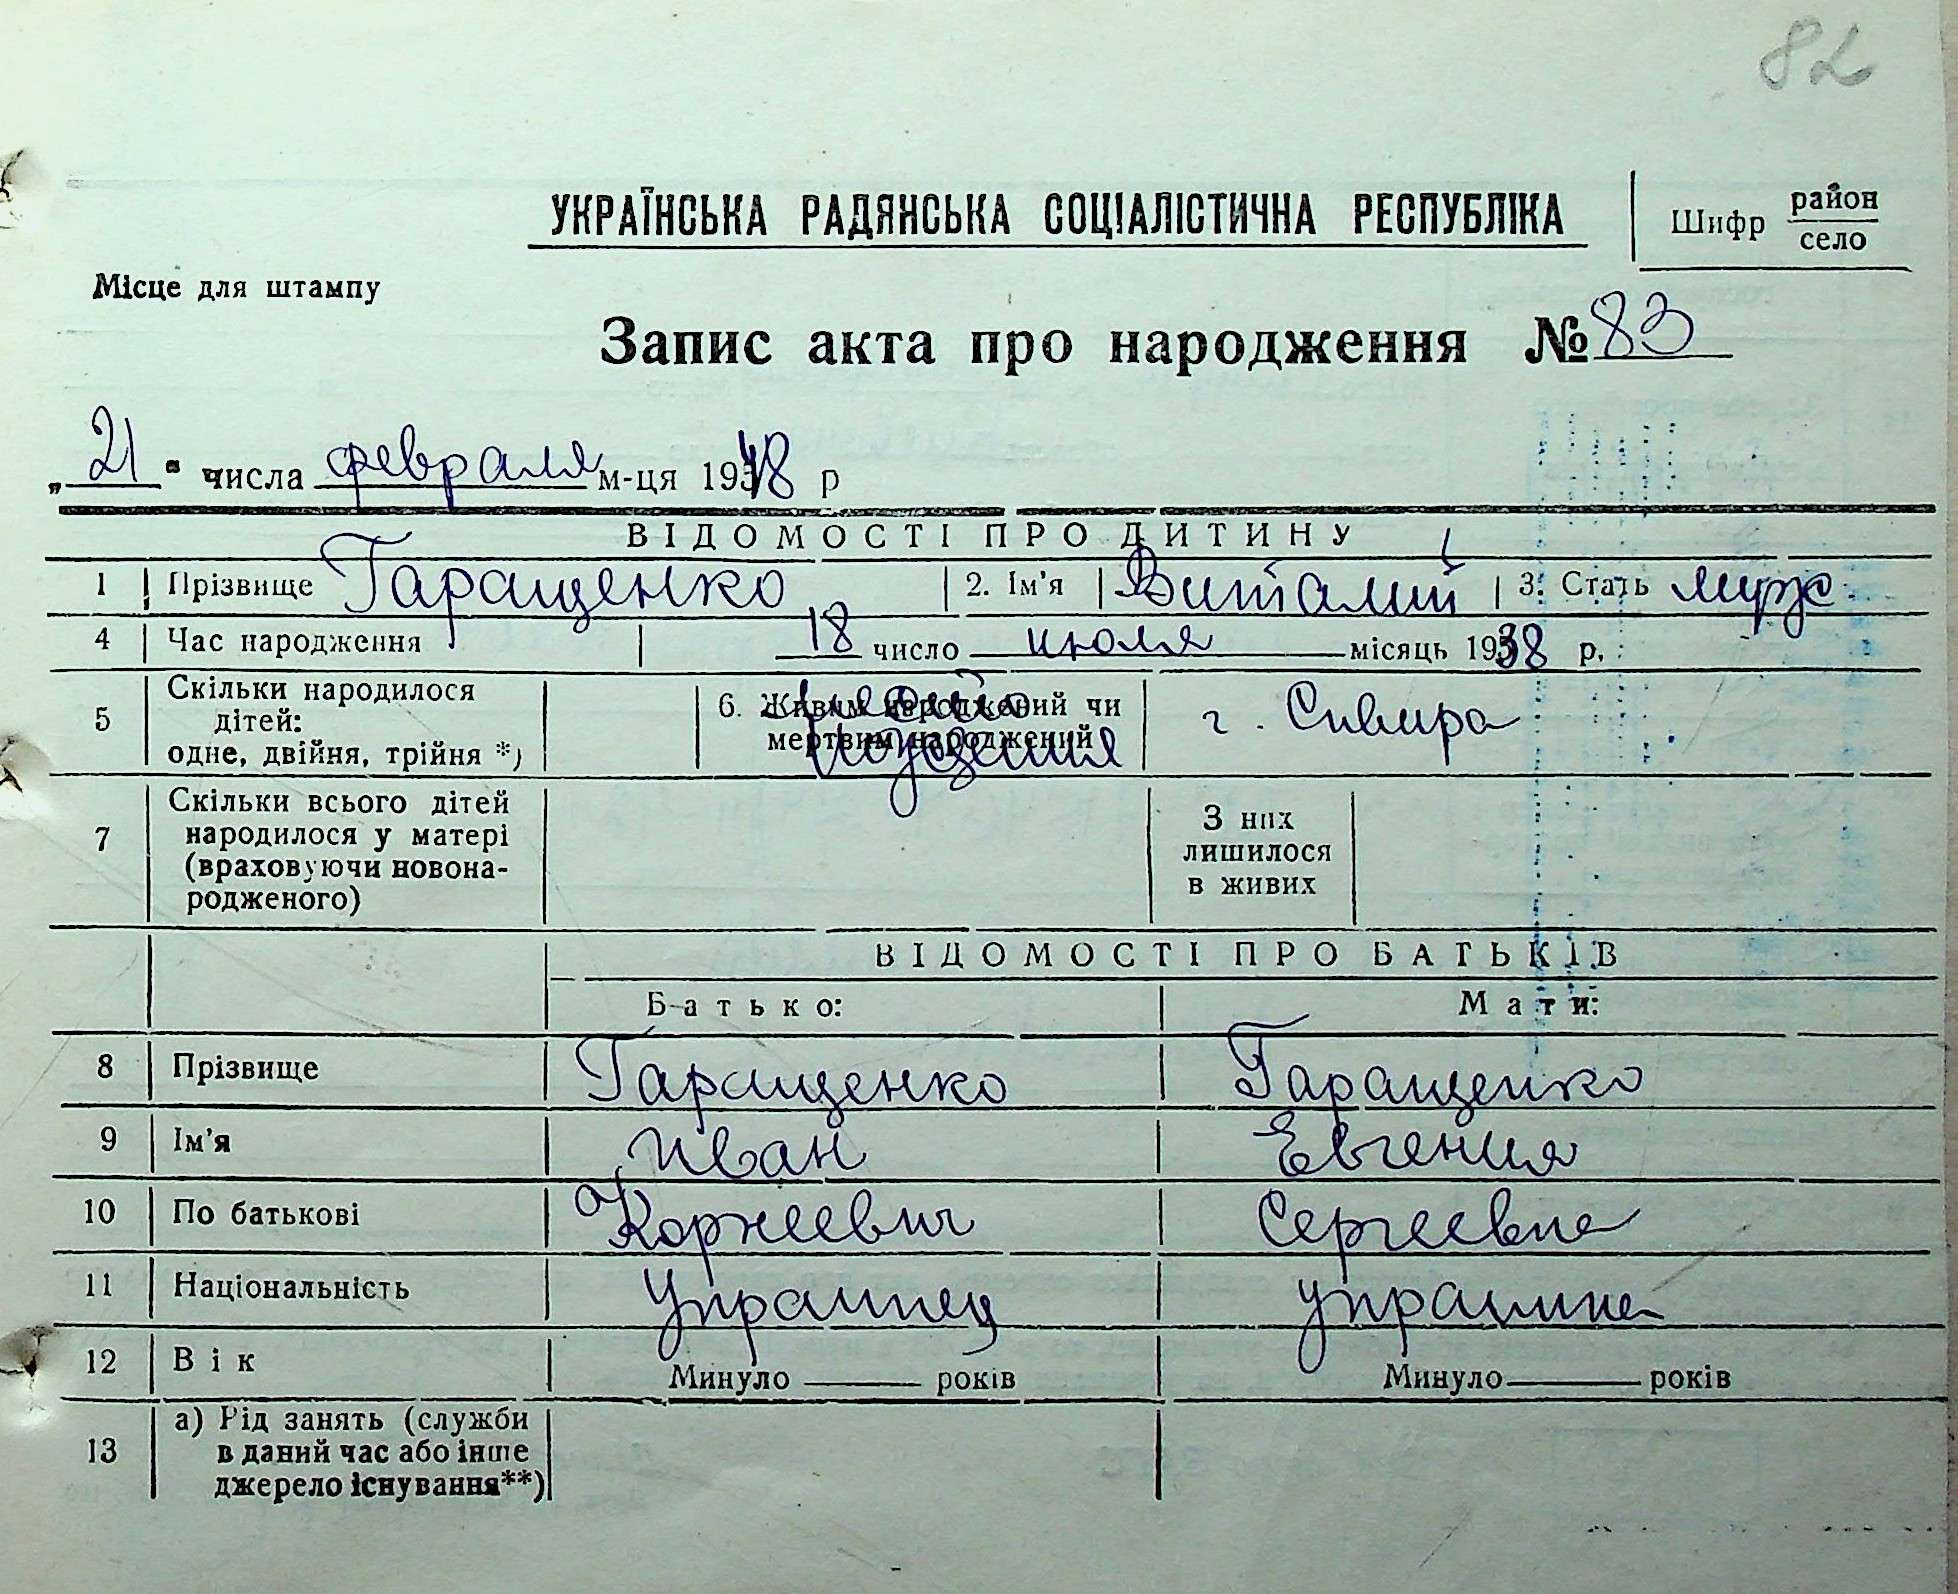 82
УКРАЇНСЬКА РАДЯНСЬКА СОЦІАЛІСТИЧНА РЕСПУБЛІКА
Шифр район
село
Місце для штампу
Запис акта про народження № 83
„21" числа февраля м-ця 1948 р
ВІДОМОСТІ ПРО ДИТИНУ
1 Прізвище Гаращенко 2. Ім'я Виталий 3. Стать муж
4 Час народження 18 число июля місяць 1938 р.
5 Скільки народилося дітей: одне, двійня, трійня *)
6. Живим народжений чи мертвим народжений
место рождения
г.
7 Скільки всього дітей народилося у матері (враховуючи новонародженого)
З них лишилося в живих
ВІДОМОСТІ ПРО БАТЬКІВ
Батько: Мати:
8 Прізвище Гаращенко Гаращенко
9 Ім'я Иван Евгения
10 По батькові Корнеевич Сергеевна
11 Національність украинец украинка
12 Вік Минуло років Минуло років
13 а) Рід занять (служби
в даний час або інше
джерело існування**)